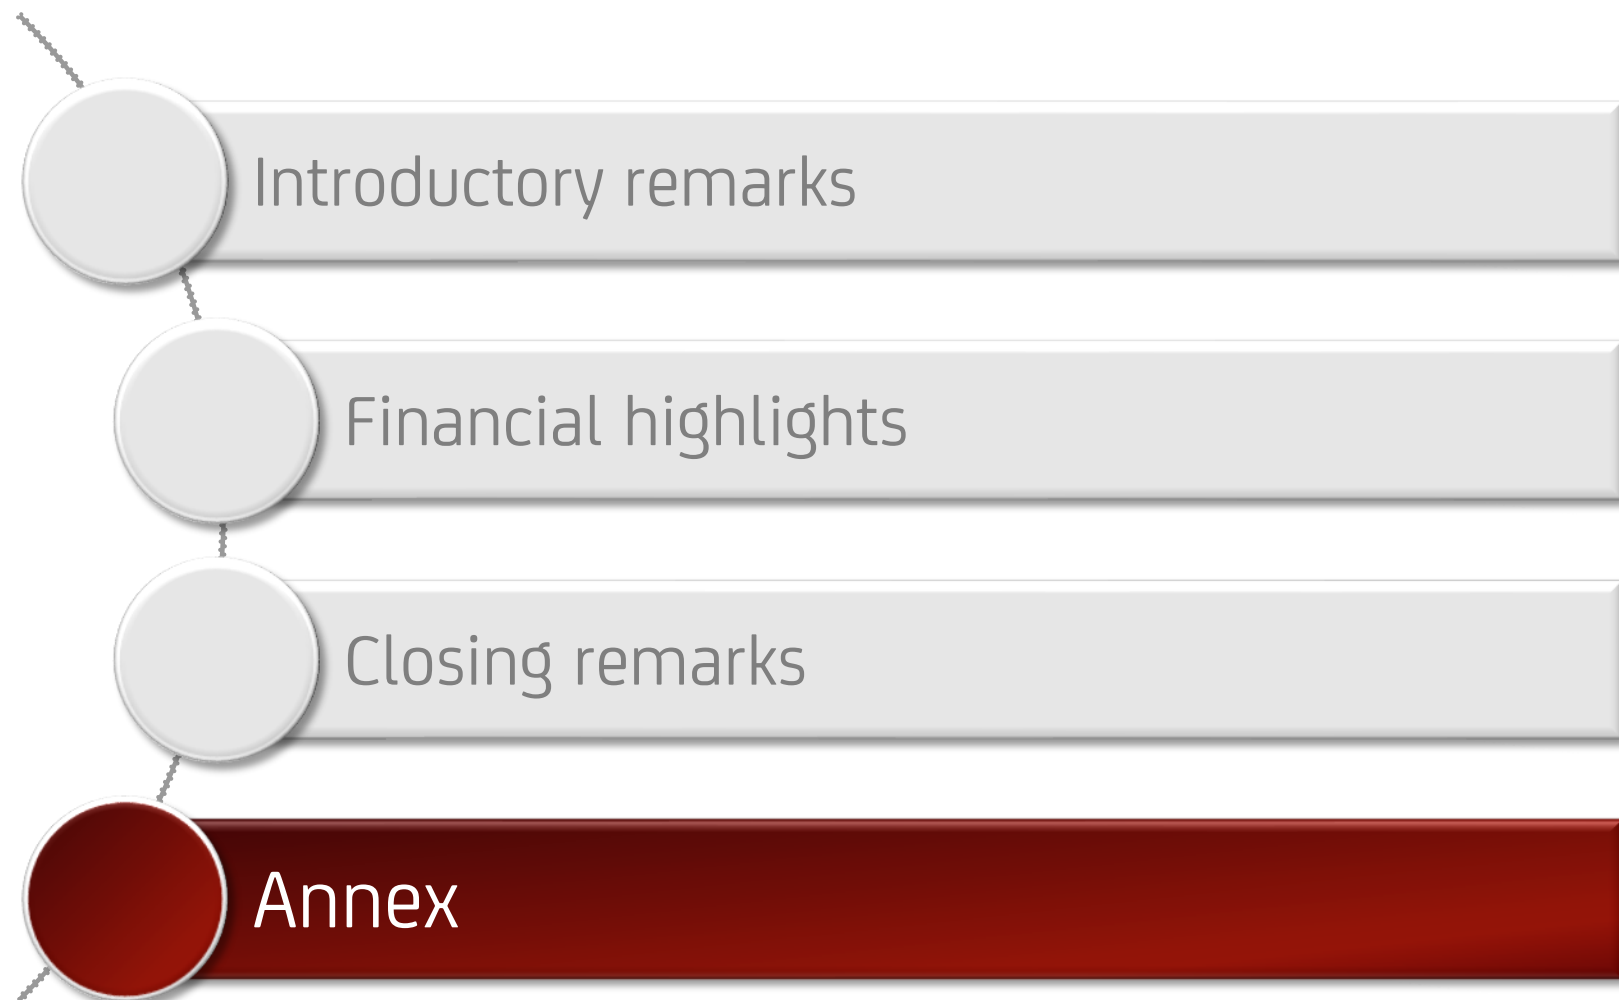 Introductory remarks
Financial highlights
Closing remarks
Annex